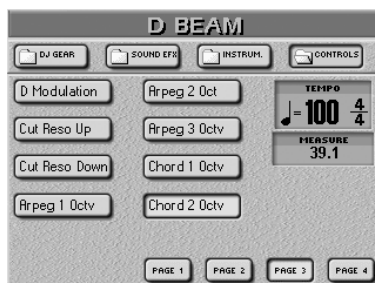 D BEAM
DJ GEAR SOUND EFX INSTRUM. CONTROLS
D Modulation Arpeg 2 Oct
Cut Reso Up Arpeg 3 Octv
Cut Reso Down Chord 1 Octv
Arpeg 1 Octv Chord 2 Octv
TEMPO
♩=100 4/4
MEASURE
39.1
PAGE 1 PAGE 2 PAGE 3 PAGE 4